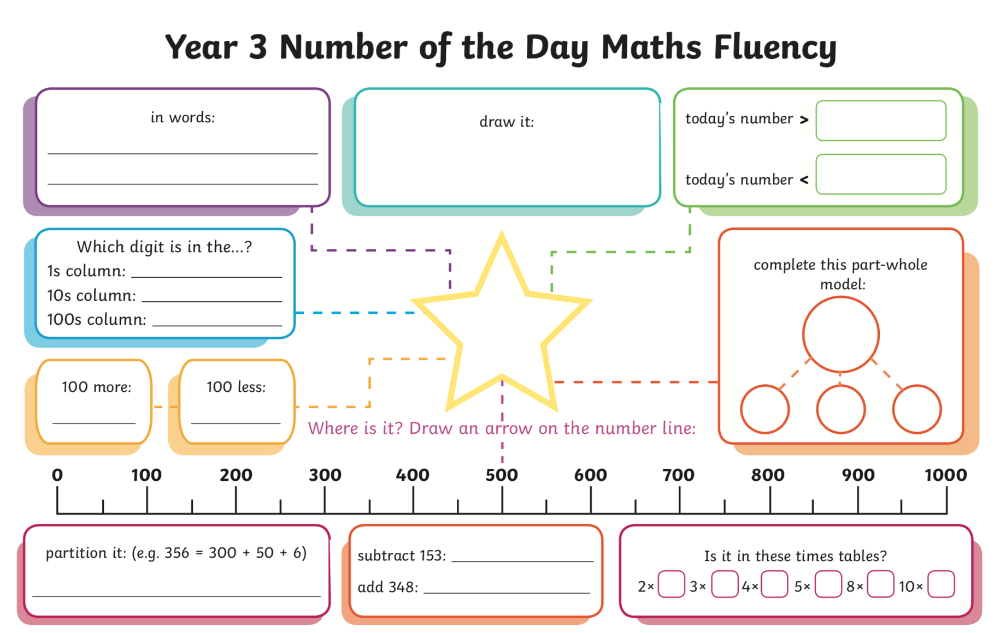 Year 3 Number of the Day Maths Fluency
in words:
draw it:
today's number >
today's number <
Which digit is in the...?
1s column:
10s column:
100s column:
complete this part-whole
model:
100 more:
100 less:
Where is it? Draw an arrow on the number line:
0 100 200 300 400 500 600 700 800 900 1000
partition it: (e.g. 356 = 300 + 50 + 6)
subtract 153:
add 348:
Is it in these times tables?
2× 3× 4× 5× 8× 10×